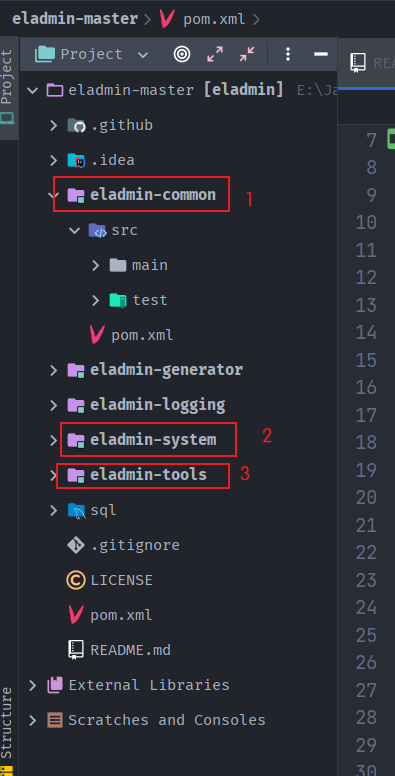 eladmin-master pom.xml
Project
Project
REA
eladmin-master [eladmin] E:\Ja
.github
.idea
eladmin-common 1
src
main
test
pom.xml
eladmin-generator
eladmin-logging
eladmin-system 2
eladmin-tools 3
sql
.gitignore
LICENSE
pom.xml
README.md
External Libraries
Scratches and Consoles
Structure
7
8
9
10
11
12
13
14
15
16
17
18
19
20
21
22
23
24
25
26
27
28
29
30